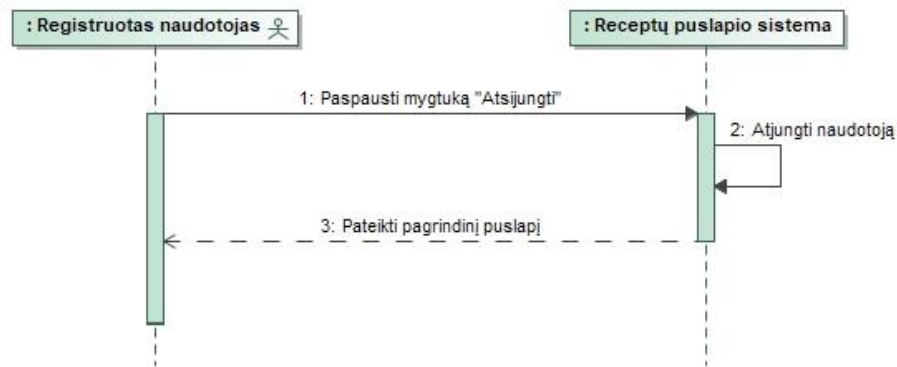 : Registruotas naudotojas
: Receptų puslapio sistema
1: Paspausti mygtuką "Atsijungti"
2: Atjungti naudotoją
3: Pateikti pagrindinį puslapį